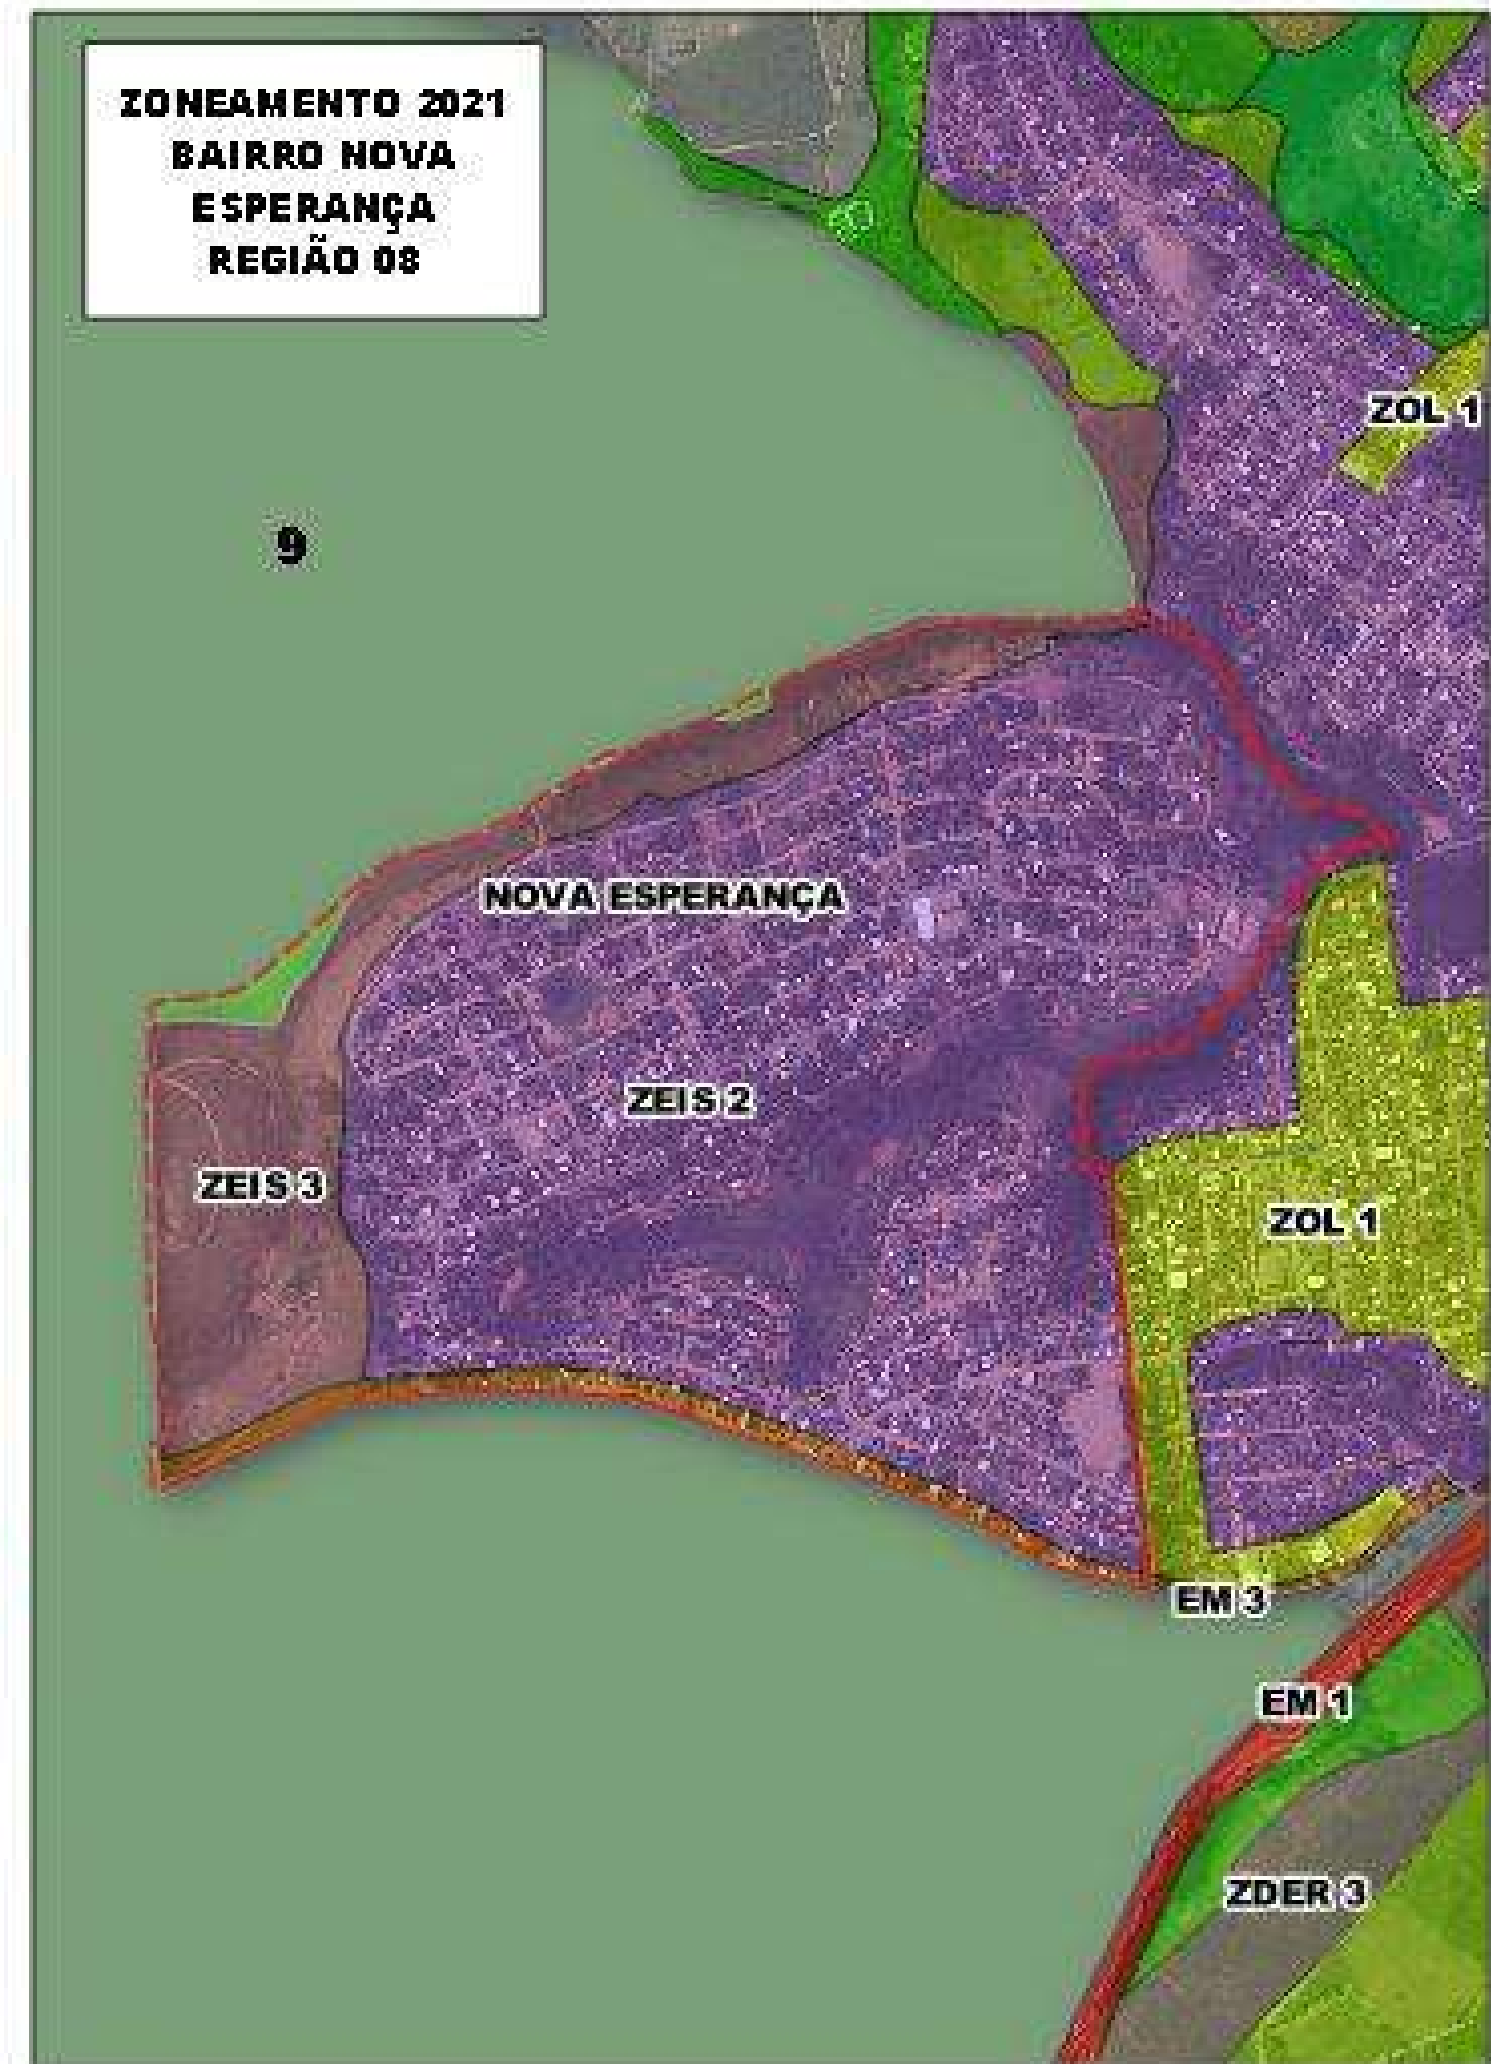 ZONEAMENTO 2021
BAIRRO NOVA
ESPERANÇA
REGIÃO 08
ZOL 1
9
NOVA ESPERANÇA
ZEIS 2
ZEIS 3
ZOL 1
EM 3
EM 1
ZDER 3